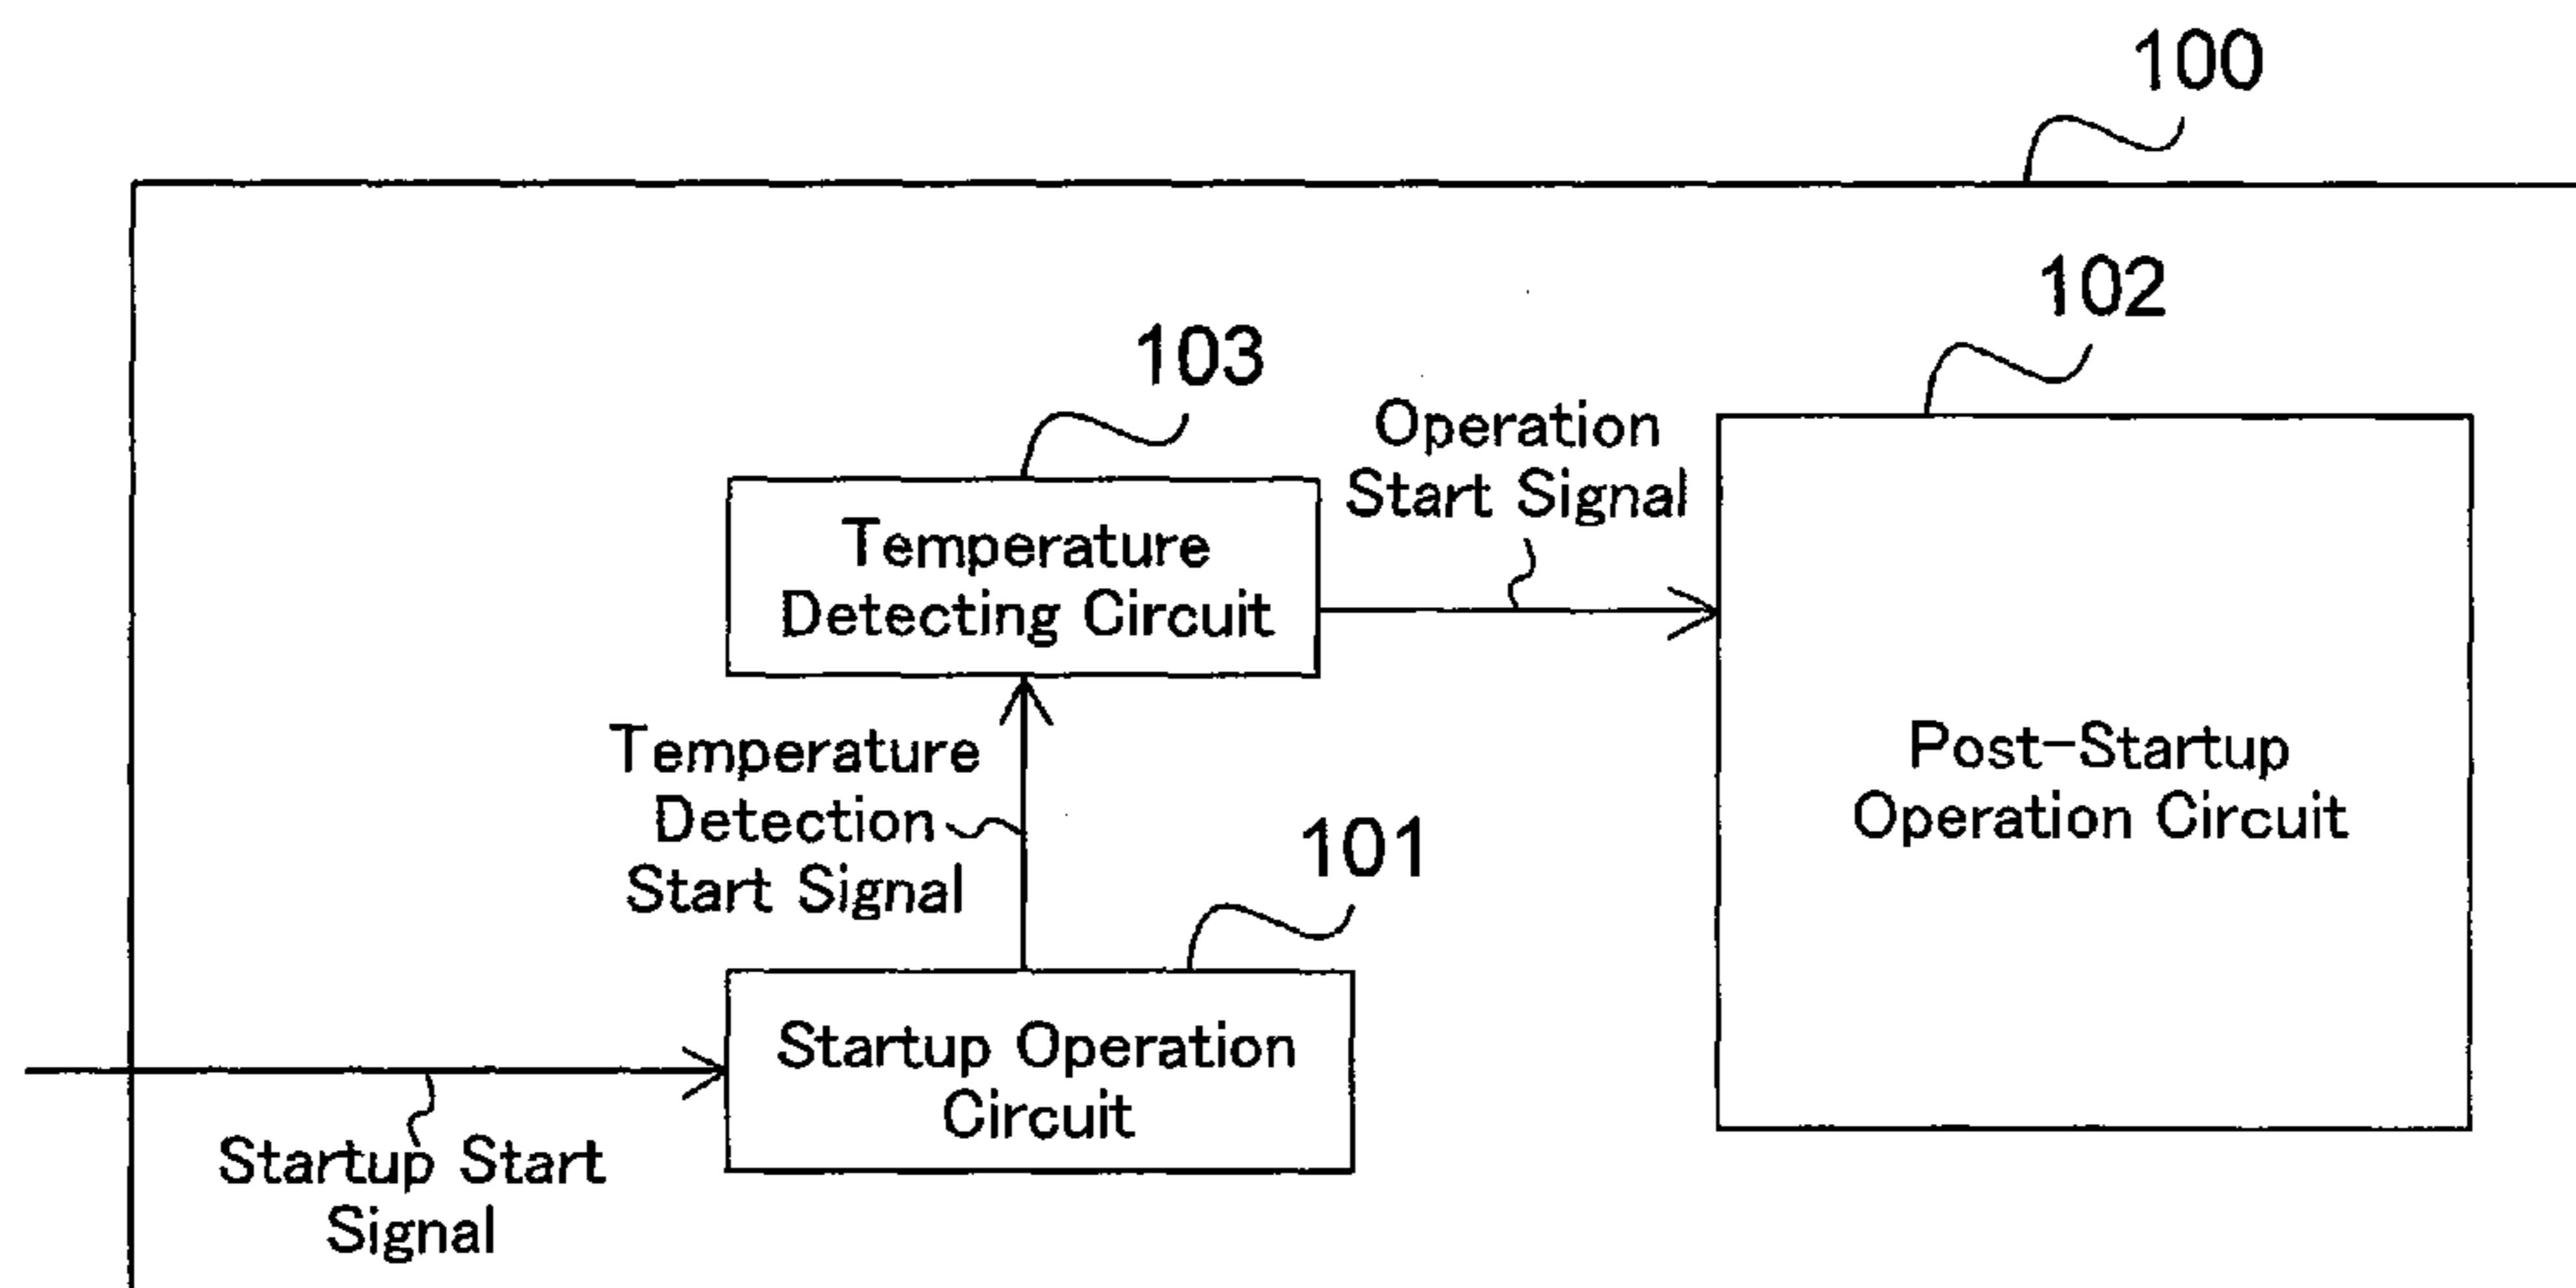 100
102
103
Operation
Start Signal
Temperature
Detecting Circuit
Temperature
Detection
Start Signal
Post-Startup
Operation Circuit
101
Startup Operation
Circuit
Startup Start
Signal